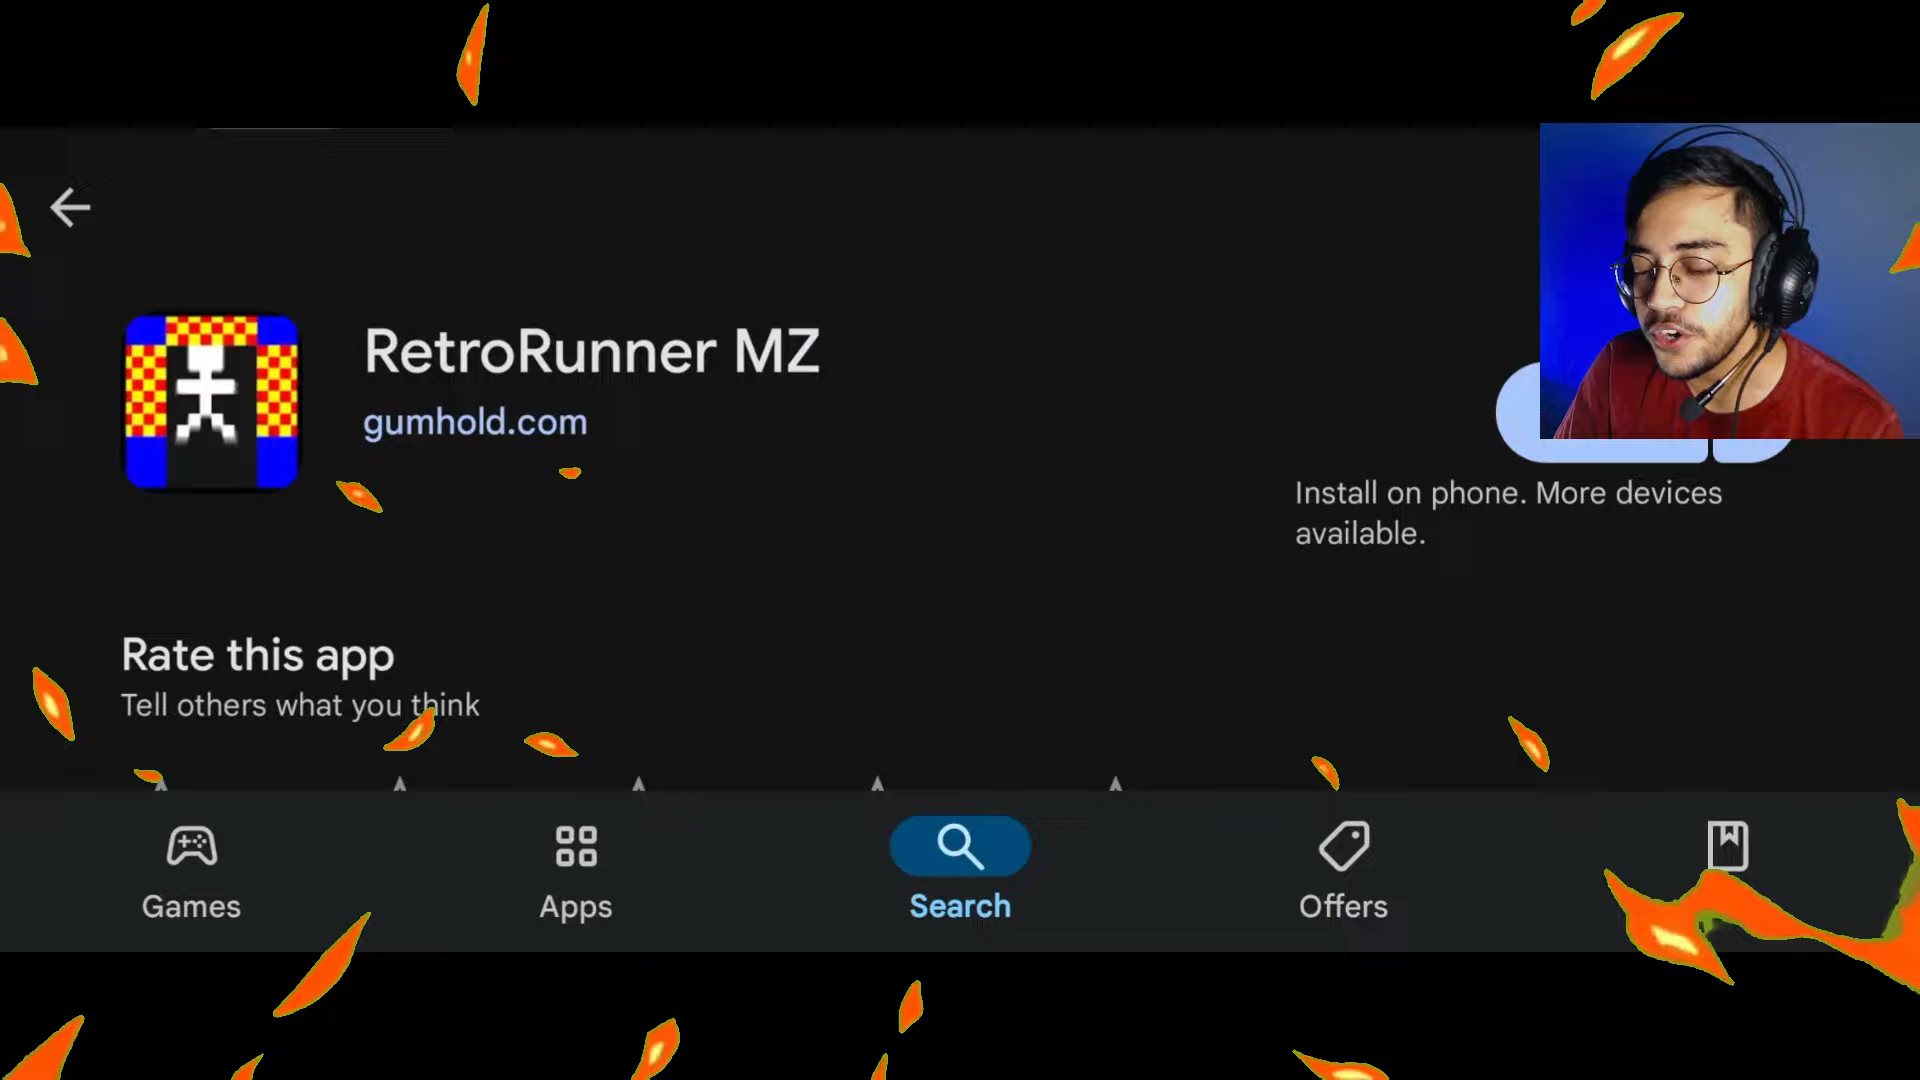 RetroRunner MZ
gumhold.com
Install on phone. More devices
available.
Rate this app
Tell others what you think
Games
Apps
Search
Offers